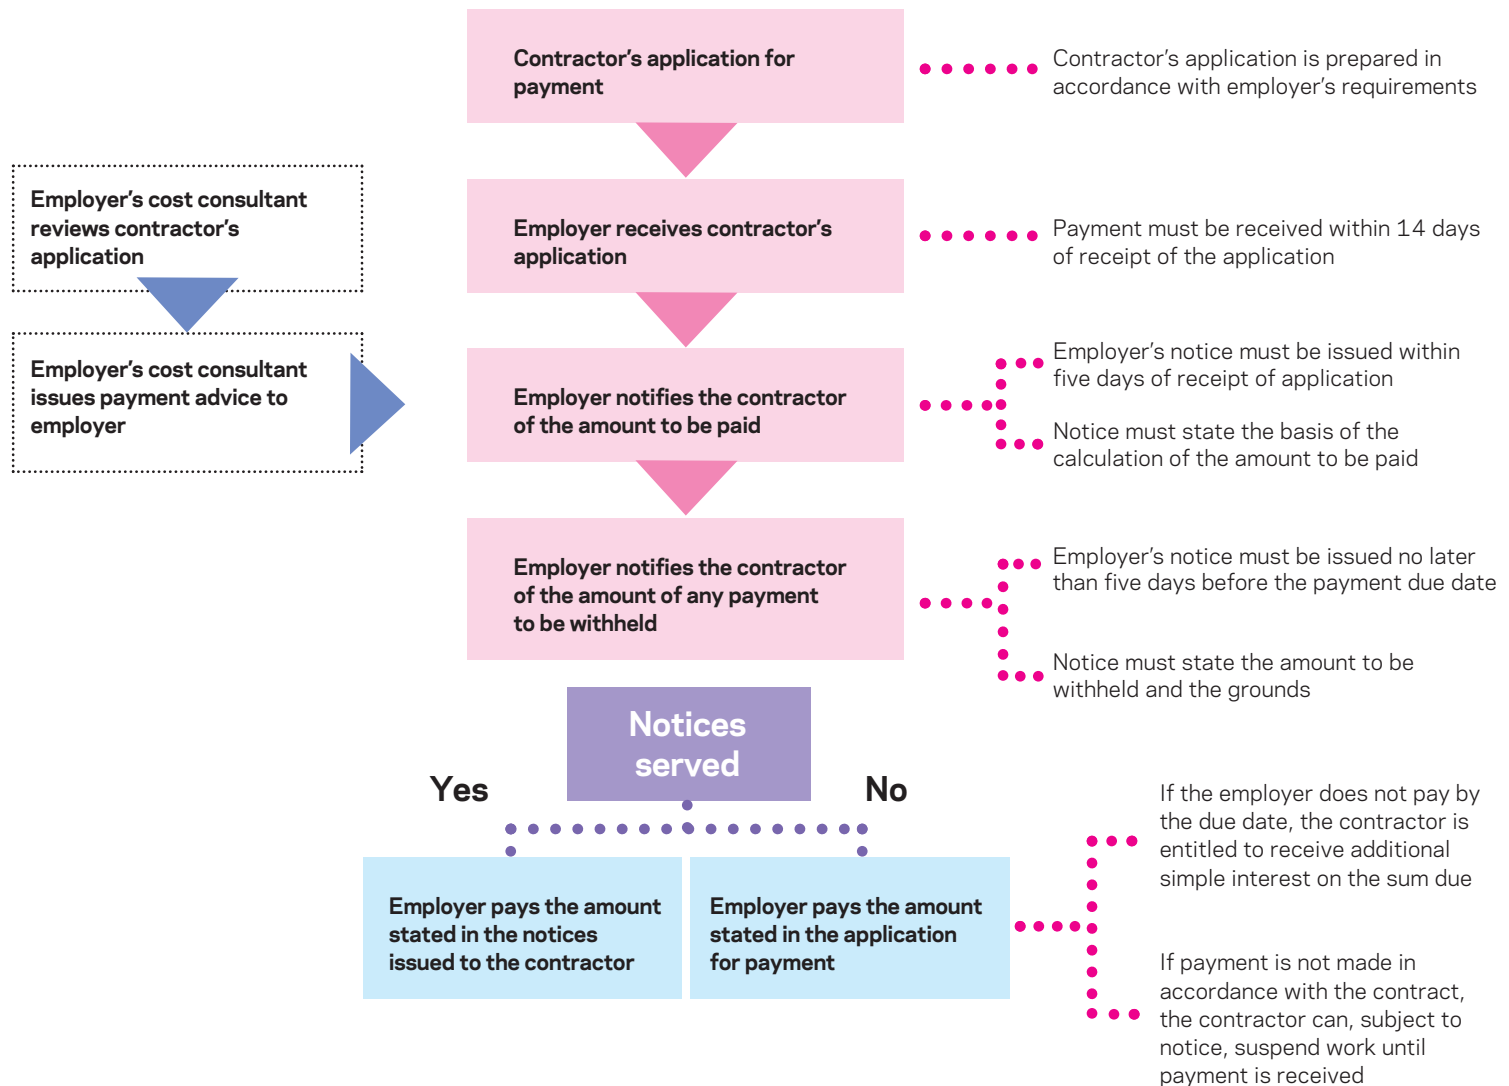 Contractor's application for
payment
Contractor's application is prepared in
accordance with employer's requirements
Employer's cost consultant
reviews contractor's
application
Employer receives contractor's
application
Payment must be received within 14 days
of receipt of the application
Employer's cost consultant
issues payment advice to
employer
Employer notifies the contractor
of the amount to be paid
Employer's notice must be issued within
five days of receipt of application
Notice must state the basis of the
calculation of the amount to be paid
Employer notifies the contractor
of the amount of any payment
to be withheld
Employer's notice must be issued no later
than five days before the payment due date
Notice must state the amount to be
withheld and the grounds
Notices
served
Yes
No
Employer pays the amount
stated in the notices
issued to the contractor
Employer pays the amount
stated in the application
for payment
If the employer does not pay by
the due date, the contractor is
entitled to receive additional
simple interest on the sum due
If payment is not made in
accordance with the contract,
the contractor can, subject to
notice, suspend work until
payment is received